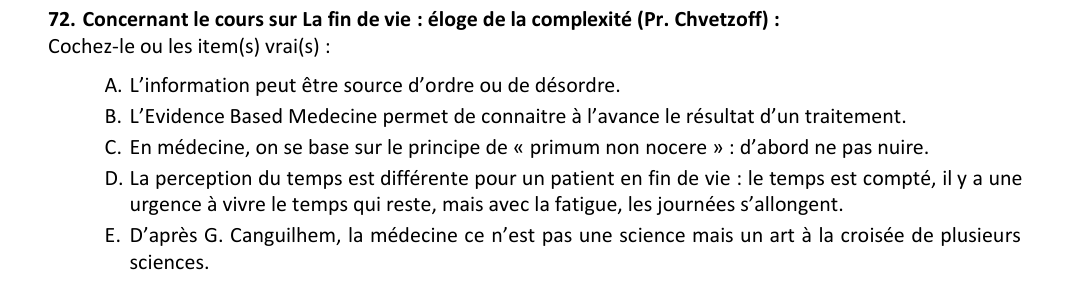 72. Concernant le cours sur La fin de vie : éloge de la complexité (Pr. Chvetzoff) :
Cochez-le ou les item(s) vrai(s) :
A. L’information peut être source d’ordre ou de désordre.
B. L’Evidence Based Medecine permet de connaitre à l’avance le résultat d’un traitement.
C. En médecine, on se base sur le principe de « primum non nocere » : d’abord ne pas nuire.
D. La perception du temps est différente pour un patient en fin de vie : le temps est compté, il y a une
urgence à vivre le temps qui reste, mais avec la fatigue, les journées s’allongent.
E. D’après G. Canguilhem, la médecine ce n’est pas une science mais un art à la croisée de plusieurs
sciences.